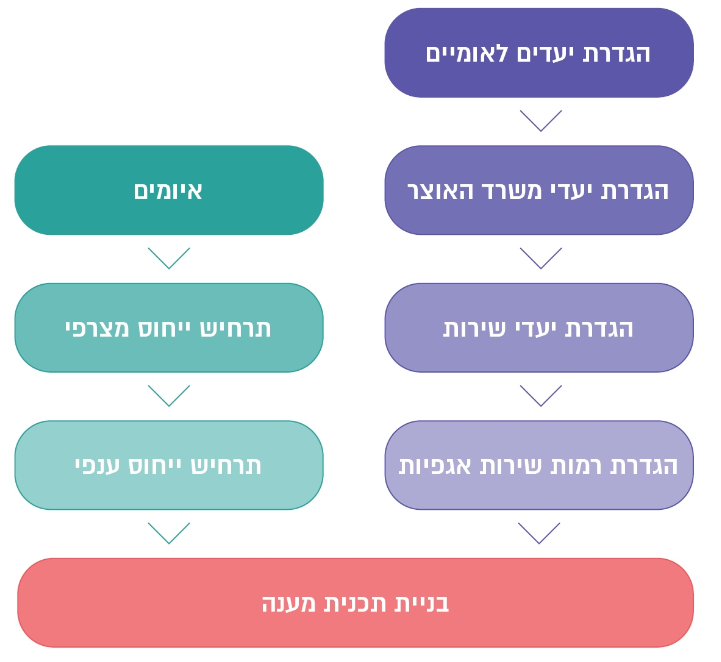 הגדרת יעדים לאומיים
הגדרת יעדי משרד האוצר
הגדרת יעדי שירות
הגדרת רמות שירות אגפיות
איומים
תרחיש ייחוס מצרפי
תרחיש ייחוס ענפי
בניית תכנית מענה